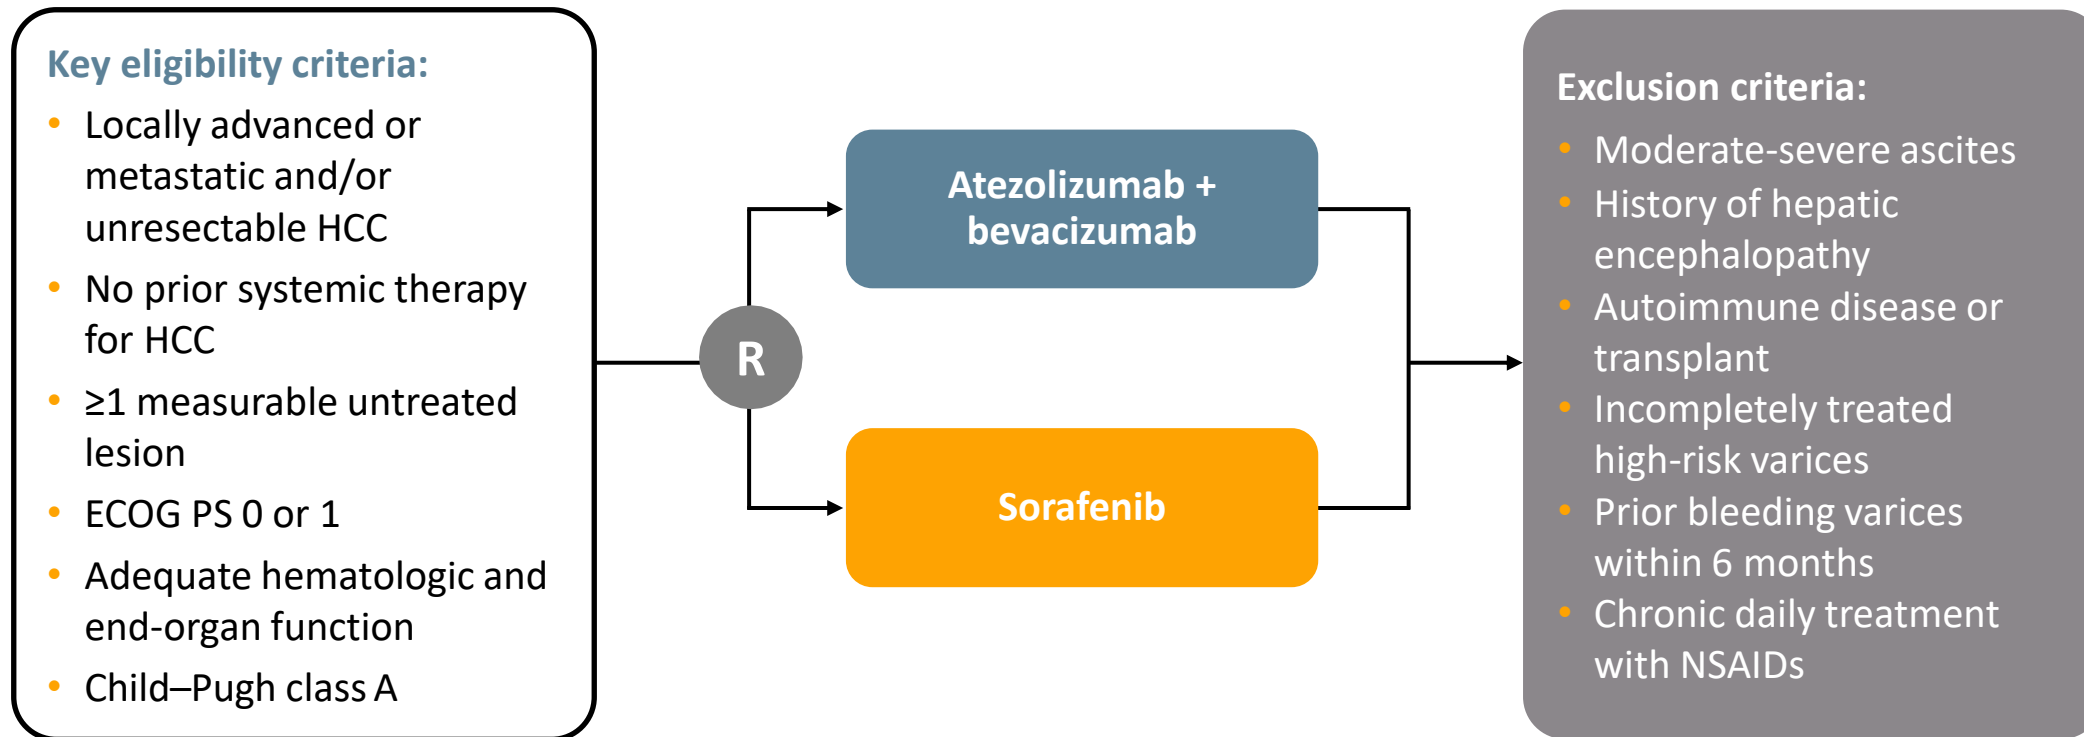 Key eligibility criteria:
• Locally advanced or
metastatic and/or
unresectable HCC
• No prior systemic therapy
for HCC
• ≥1 measurable untreated
lesion
• ECOG PS 0 or 1
• Adequate hematologic and
end-organ function
• Child–Pugh class A
R
Atezolizumab +
bevacizumab
Sorafenib
Exclusion criteria:
• Moderate-severe ascites
• History of hepatic
encephalopathy
• Autoimmune disease or
transplant
• Incompletely treated
high-risk varices
• Prior bleeding varices
within 6 months
• Chronic daily treatment
with NSAIDs